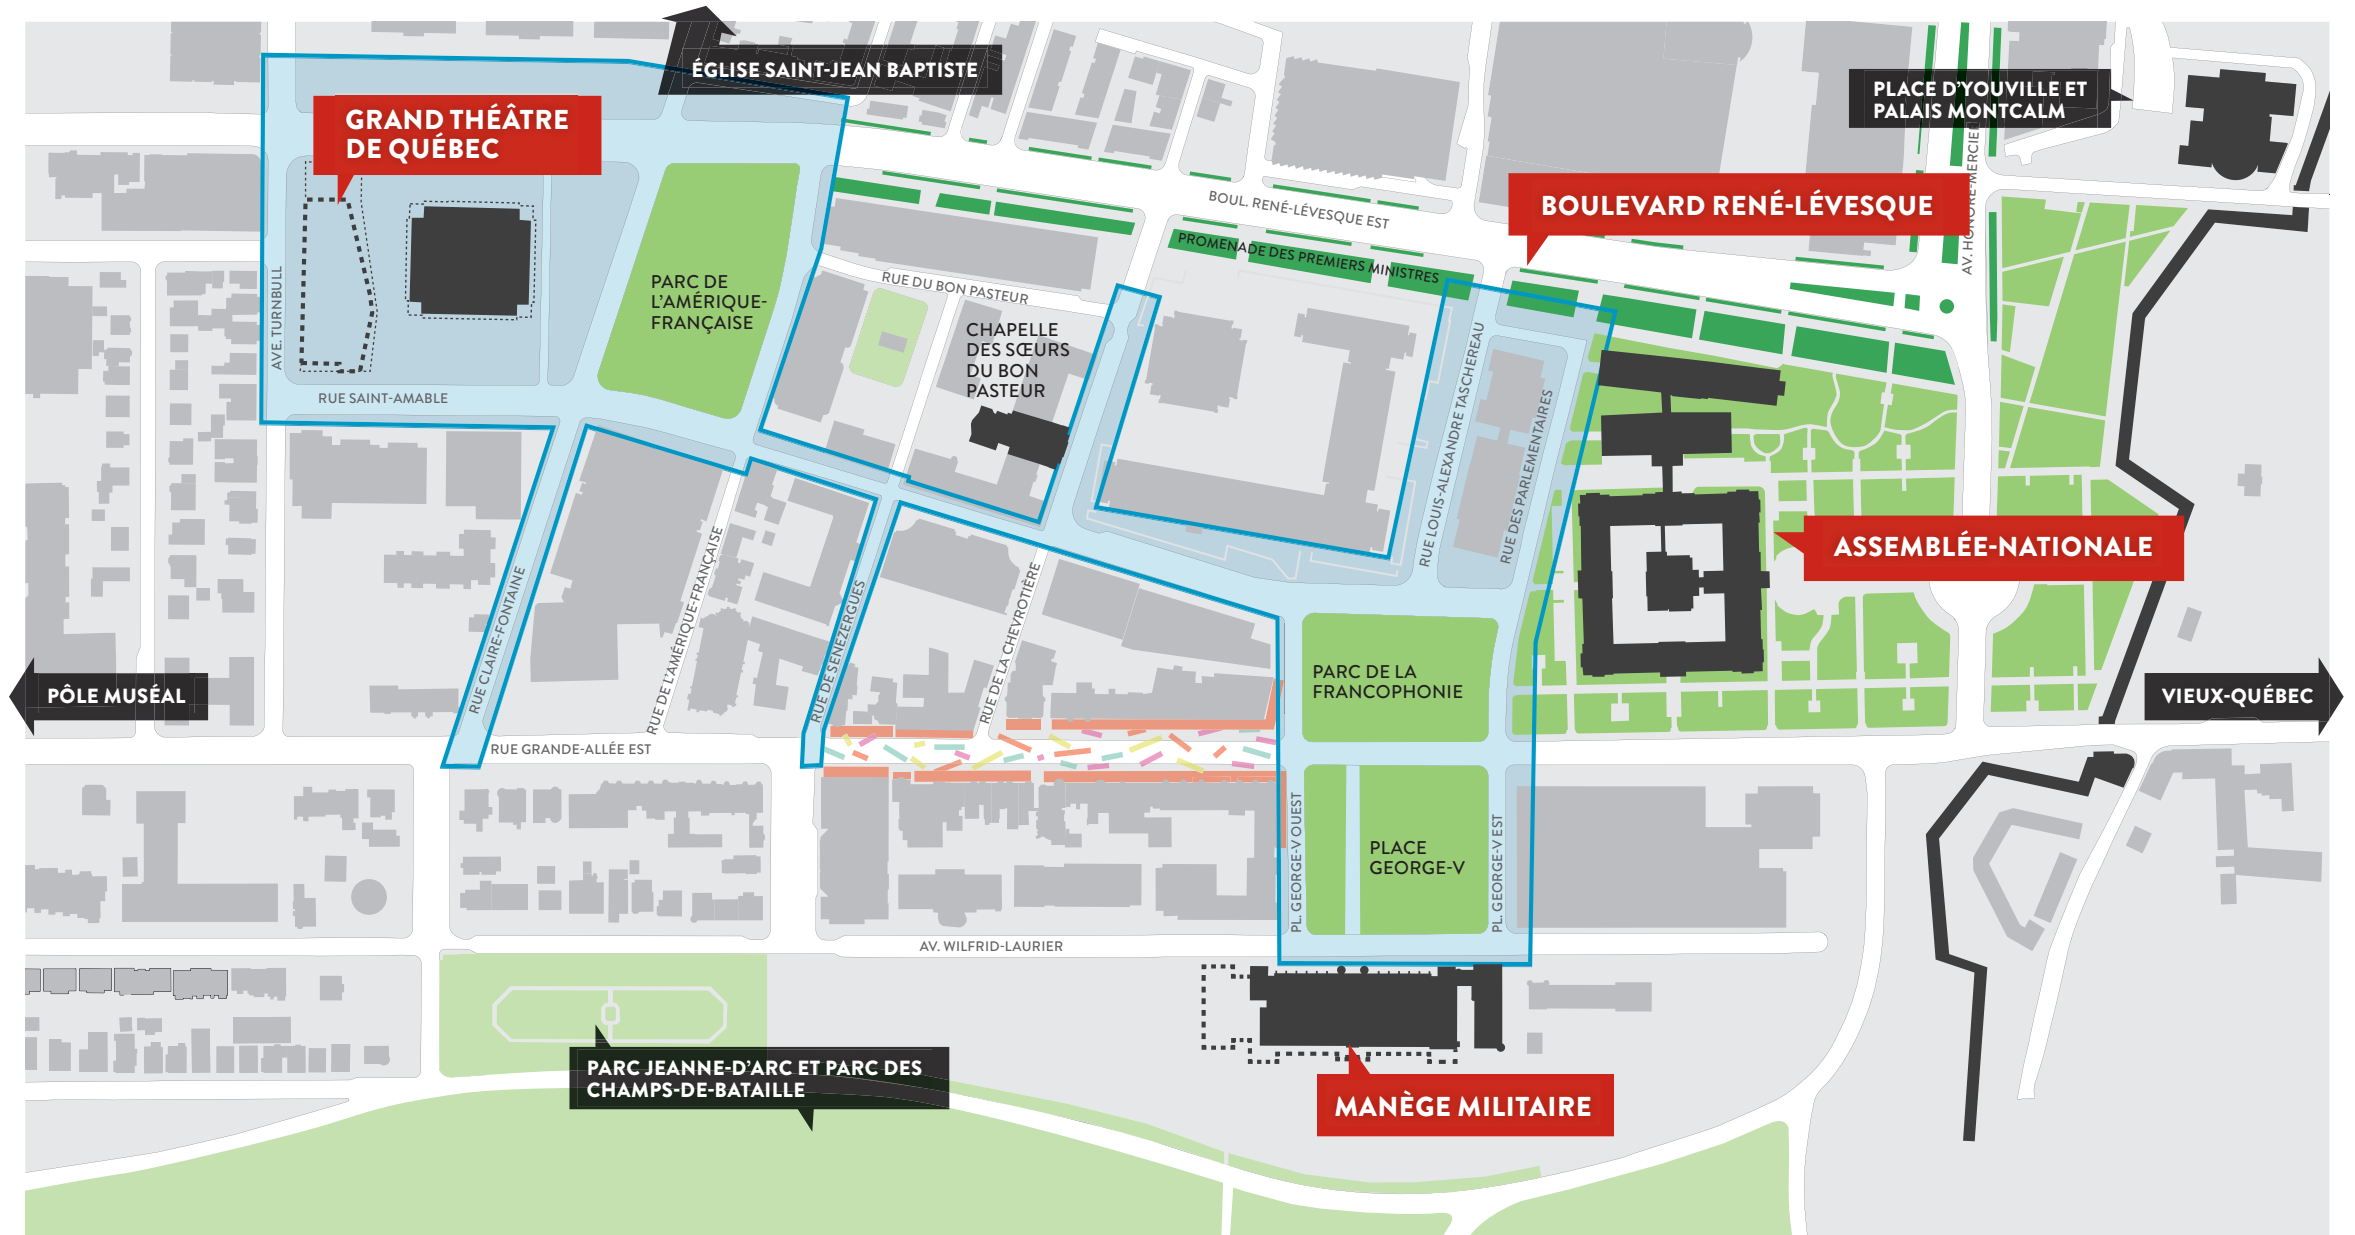 ÉGLISE SAINT-JEAN BAPTISTE
PLACE D'YOUVILLE ET
PALAIS MONTCALM
GRAND THÉÂTRE
DE QUÉBEC
BOUL. RENÉ-LÉVESQUE EST
BOULEVARD RENÉ-LÉVESQUE
AV. HONORÉ-MERCIER
PROMENADE DES PREMIERS MINISTRES
PARC DE
L'AMÉRIQUE-
FRANÇAISE
RUE DU BON PASTEUR
AVE. TURNBULL
CHAPELLE
DES SŒURS
DU BON
PASTEUR
RUE SAINT-AMABLE
RUE LOUIS-ALEXANDRE TASCHEREAU
RUE DES PARLEMENTAIRES
ASSEMBLÉE-NATIONALE
RUE CLAIRE-FONTAINE
RUE DE L'AMÉRIQUE-FRANÇAISE
RUE DE SENEZERGUES
RUE DE LA CHEVROTIÈRE
PARC DE LA
FRANCOPHONIE
PÔLE MUSÉAL
VIEUX-QUÉBEC
RUE GRANDE-ALLÉE EST
PL. GEORGE-V OUEST
PLACE
GEORGE-V
PL. GEORGE-V EST
AV. WILFRID-LAURIER
PARC JEANNE-D'ARC ET PARC DES
CHAMPS-DE-BATAILLE
MANÈGE MILITAIRE